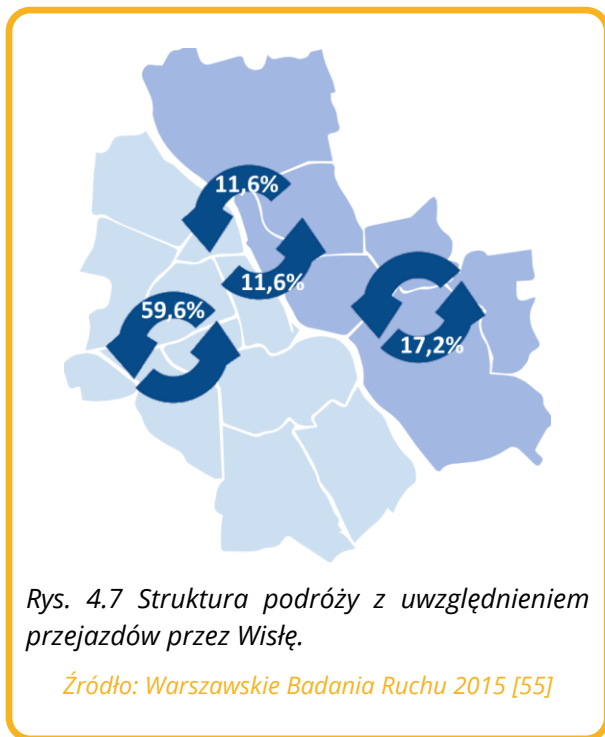 11,6%
11,6%
59,6%
17,2%
Rys. 4.7 Struktura podróży z uwzględnieniem
przejazdów przez Wisłę.
Źródło: Warszawskie Badania Ruchu 2015 [55]